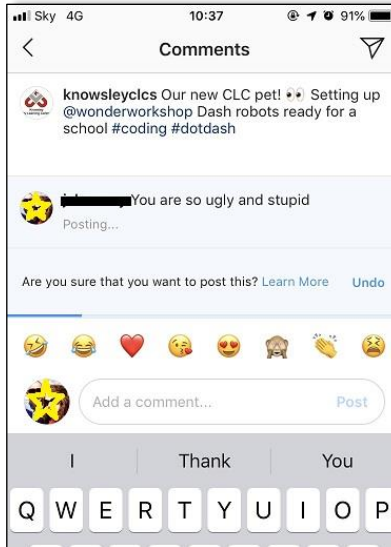 Sky 4G 10:37 91%
Comments
knowsleyclcs Our new CLC pet! 👀 Setting up
@wonderworkshop Dash robots ready for a
school #coding #dotdash
You are so ugly and stupid
Posting...
Are you sure that you want to post this? Learn More Undo
Add a comment... Post
I Thank You
Q W E R T Y U I O P